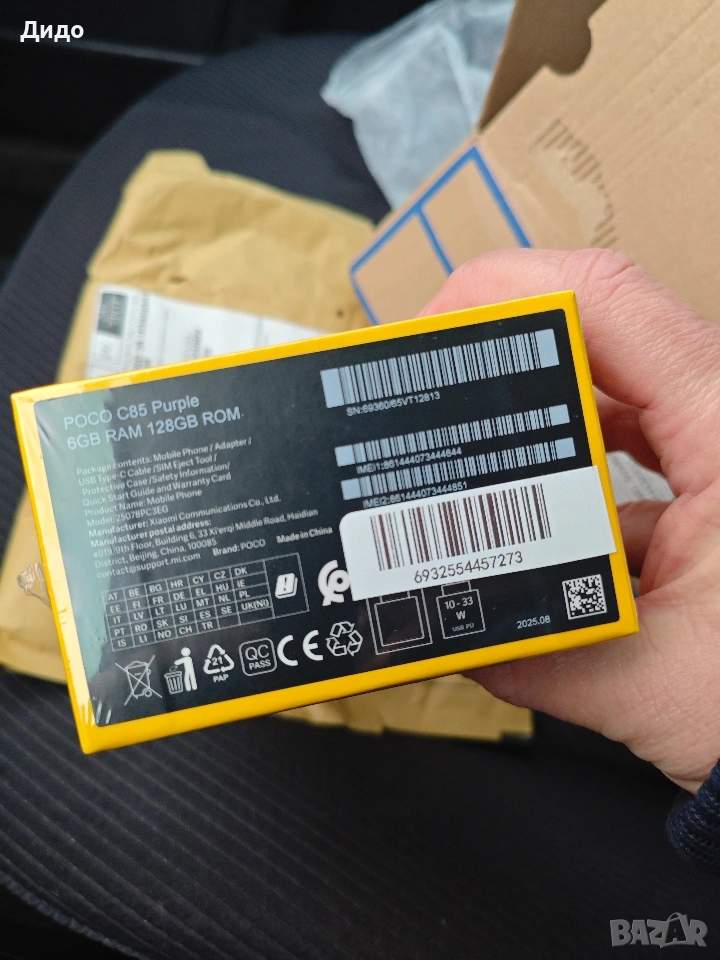 Дидо
POCO C85 Purple
6GB RAM 128GB ROM
Package contents: Mobile Phone / Adapter /
USB Type-C Cable / SIM Eject Tool /
Protective Case / Safety Information/
Quick Start Guide and Warranty Card
Product Name: Mobile Phone
Model: 25078PC3EG
Manufacturer: Xiaomi Communications Co., Ltd.
Manufacturer postal address:
#019, 9th Floor, Building 6, 33 Xi'erqi Middle Road, Haidian
District, Beijing, China, 100085
contact@support.mi.com Brand: POCO Made in China
SN:69360/65VT12813
IMEI1:861444073444844
IMEI2:861444073444851
6932554457273
AT BE BG HR CY CZ DK
EE FI FR DE EL HU IE
IT LV LT LU MT NL PL
PT RO SK SI ES SE UK(NI)
IS LI NO CH TR
21
PAP
QC
PASS
CE
10 - 33
W
USB PD
2025.08
BAZAR